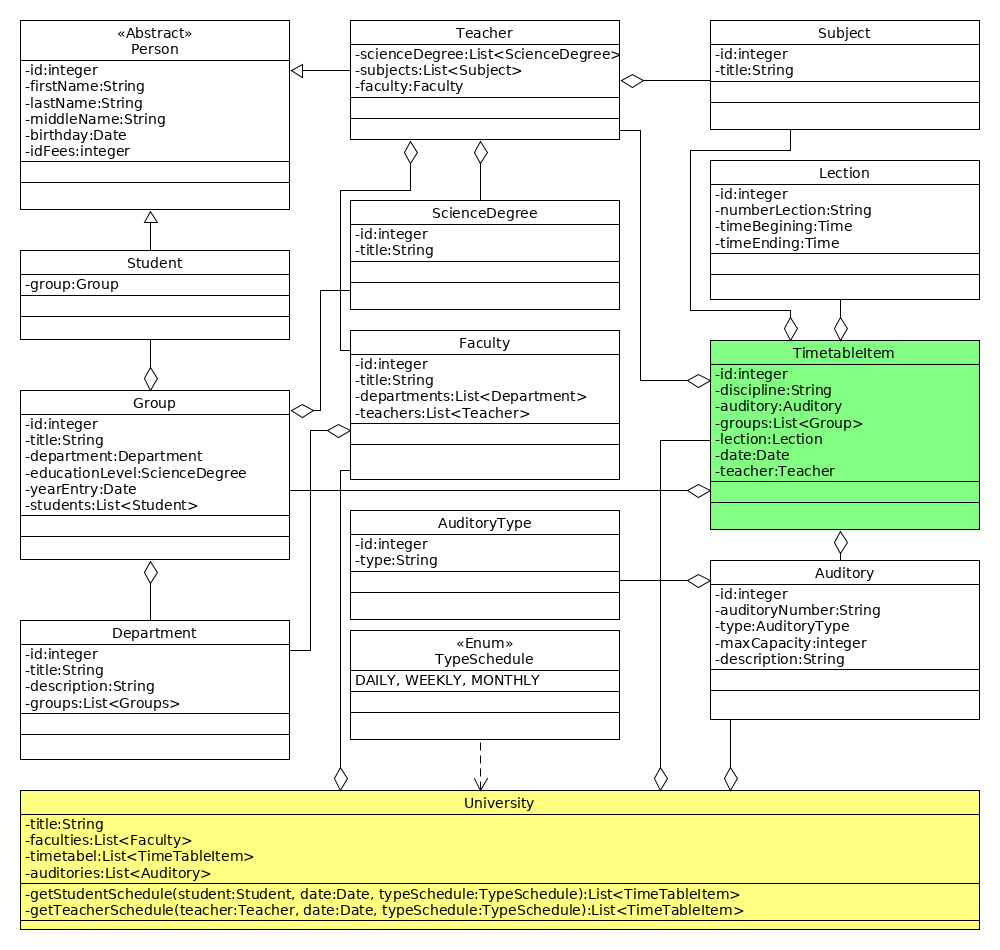 «Abstract»
Person
-id:integer
-firstName:String
-lastName:String
-middleName:String
-birthday:Date
-idFees:integer
Teacher
-scienceDegree:List<ScienceDegree>
-subjects:List<Subject>
-faculty:Faculty
Subject
-id:integer
-title:String
Lection
-id:integer
-numberLection:String
-timeBegining:Time
-timeEnding:Time
ScienceDegree
-id:integer
-title:String
Student
-group:Group
Faculty
-id:integer
-title:String
-departments:List<Department>
-teachers:List<Teacher>
TimetableItem
-id:integer
-discipline:String
-auditory:Auditory
-groups:List<Group>
-lection:Lection
-date:Date
-teacher:Teacher
Group
-id:integer
-title:String
-department:Department
-educationLevel:ScienceDegree
-yearEntry:Date
-students:List<Student>
AuditoryType
-id:integer
-type:String
Auditory
-id:integer
-auditoryNumber:String
-type:AuditoryType
-maxCapacity:integer
-description:String
Department
-id:integer
-title:String
-description:String
-groups:List<Groups>
«Enum»
TypeSchedule
DAILY, WEEKLY, MONTHLY
University
-title:String
-faculties:List<Faculty>
-timetabel:List<TimeTableItem>
-auditories:List<Auditory>
-getStudentSchedule(student:Student, date:Date, typeSchedule:TypeSchedule):List<TimeTableItem>
-getTeacherSchedule(teacher:Teacher, date:Date, typeSchedule:TypeSchedule):List<TimeTableItem>